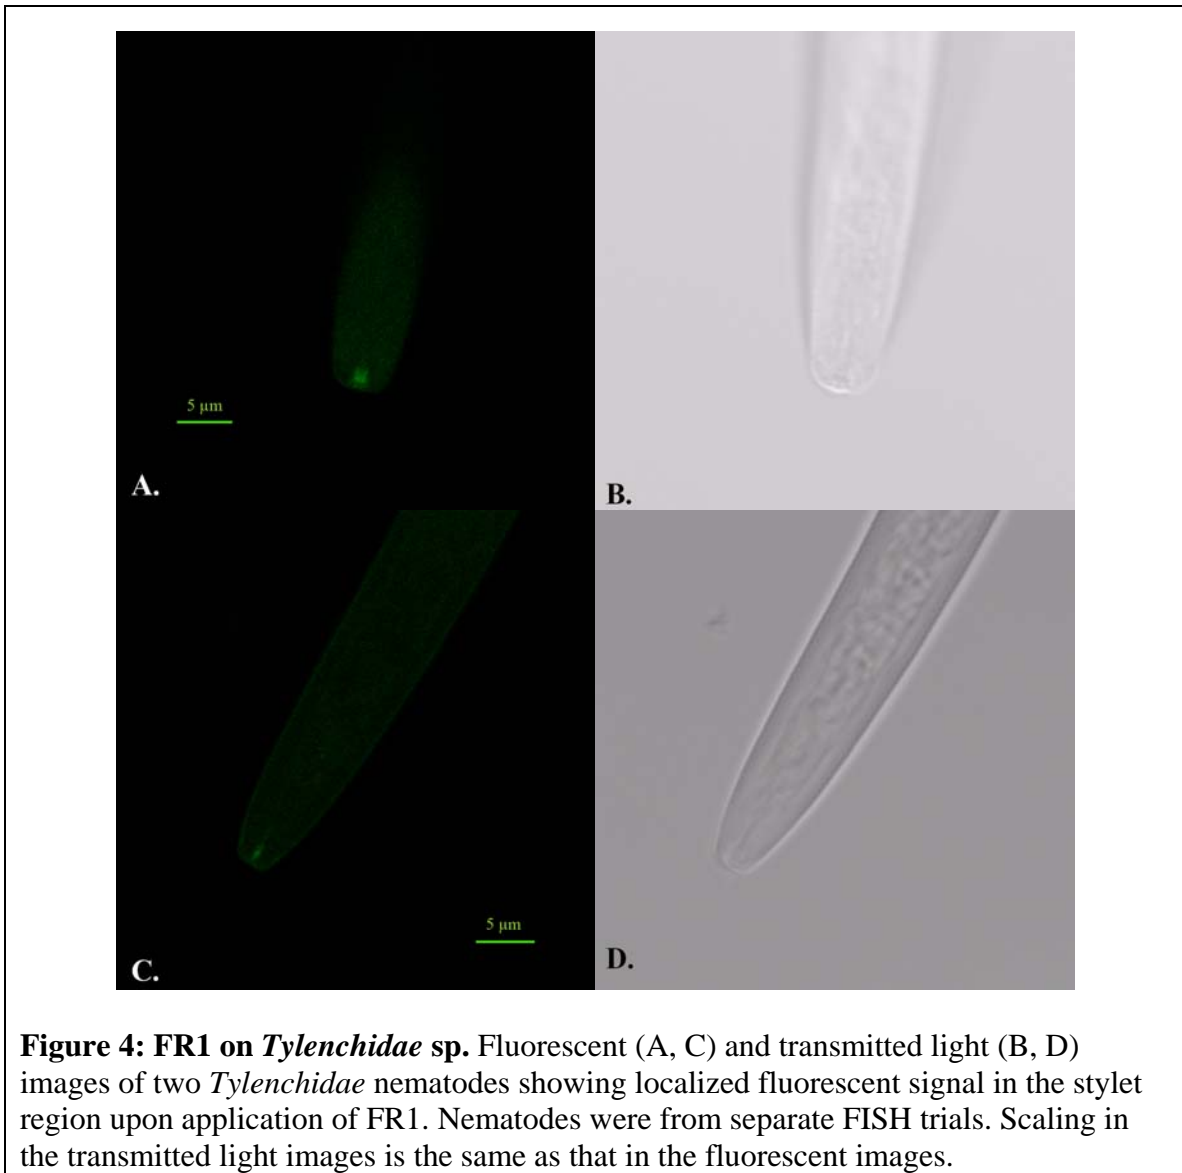 5 µm
A.
B.
5 µm
C.
D.
Figure 4: FR1 on Tylenchidae sp. Fluorescent (A, C) and transmitted light (B, D)
images of two Tylenchidae nematodes showing localized fluorescent signal in the stylet
region upon application of FR1. Nematodes were from separate FISH trials. Scaling in
the transmitted light images is the same as that in the fluorescent images.